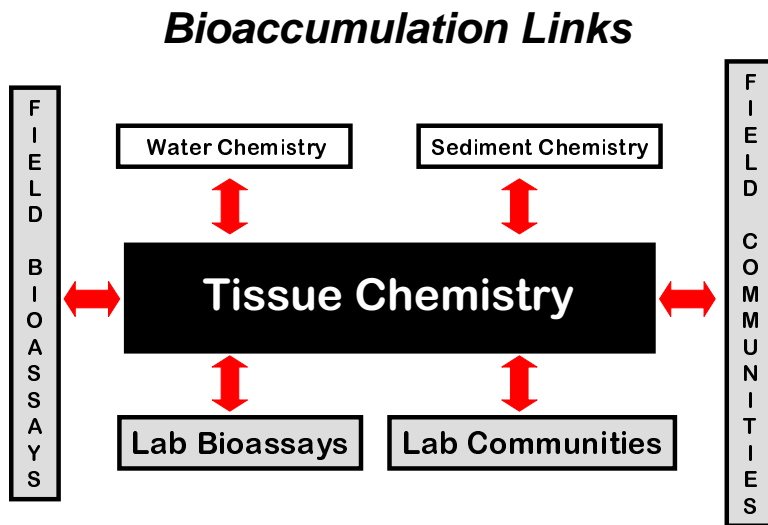 Bioaccumulation Links
FIELD BIOASSAYS
Water Chemistry
Sediment Chemistry
FIELD COMMUNITIES
Tissue Chemistry
Lab Bioassays
Lab Communities